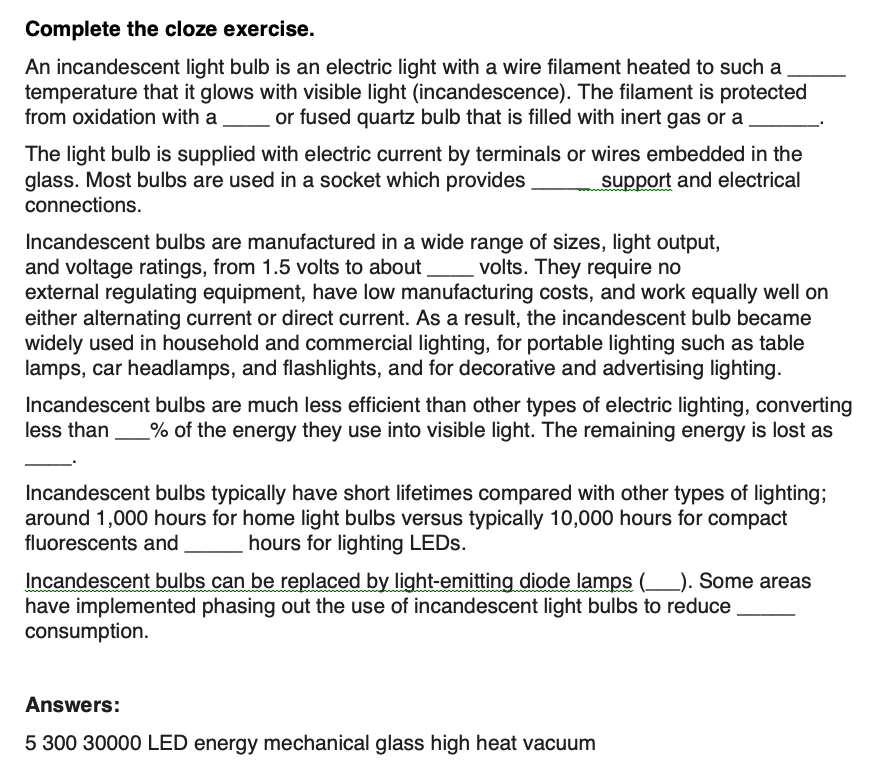 Complete the cloze exercise.
An incandescent light bulb is an electric light with a wire filament heated to such a _____
temperature that it glows with visible light (incandescence). The filament is protected
from oxidation with a ____ or fused quartz bulb that is filled with inert gas or a ______.
The light bulb is supplied with electric current by terminals or wires embedded in the
glass. Most bulbs are used in a socket which provides _____ support and electrical
connections.
Incandescent bulbs are manufactured in a wide range of sizes, light output,
and voltage ratings, from 1.5 volts to about ____ volts. They require no
external regulating equipment, have low manufacturing costs, and work equally well on
either alternating current or direct current. As a result, the incandescent bulb became
widely used in household and commercial lighting, for portable lighting such as table
lamps, car headlamps, and flashlights, and for decorative and advertising lighting.
Incandescent bulbs are much less efficient than other types of electric lighting, converting
less than ___% of the energy they use into visible light. The remaining energy is lost as
____.
Incandescent bulbs typically have short lifetimes compared with other types of lighting;
around 1,000 hours for home light bulbs versus typically 10,000 hours for compact
fluorescents and _____ hours for lighting LEDs.
Incandescent bulbs can be replaced by light-emitting diode lamps (___). Some areas
have implemented phasing out the use of incandescent light bulbs to reduce _____
consumption.
Answers:
5 300 30000 LED energy mechanical glass high heat vacuum